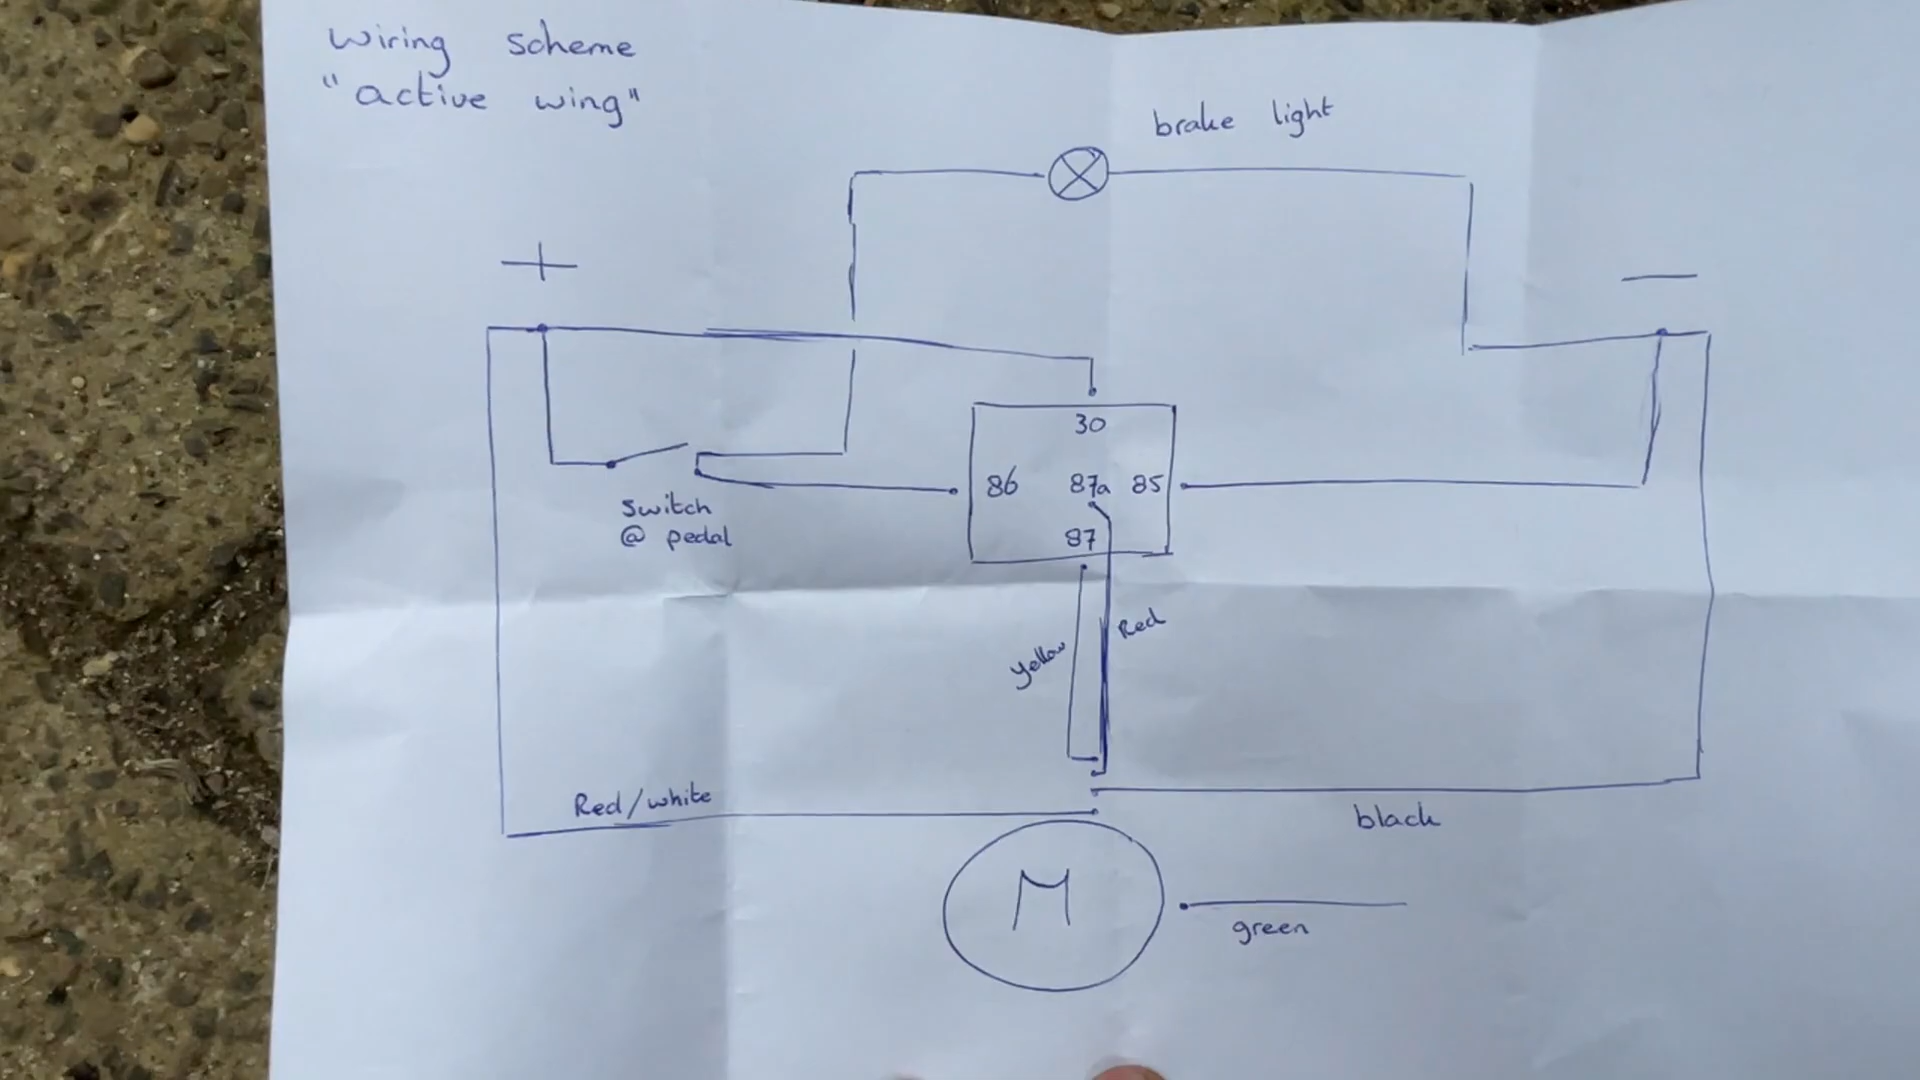 Wiring scheme
"active wing"
brake light
+
—
30
86 87a 85
87
switch
@ pedal
yellow
Red
Red/white
black
M
green